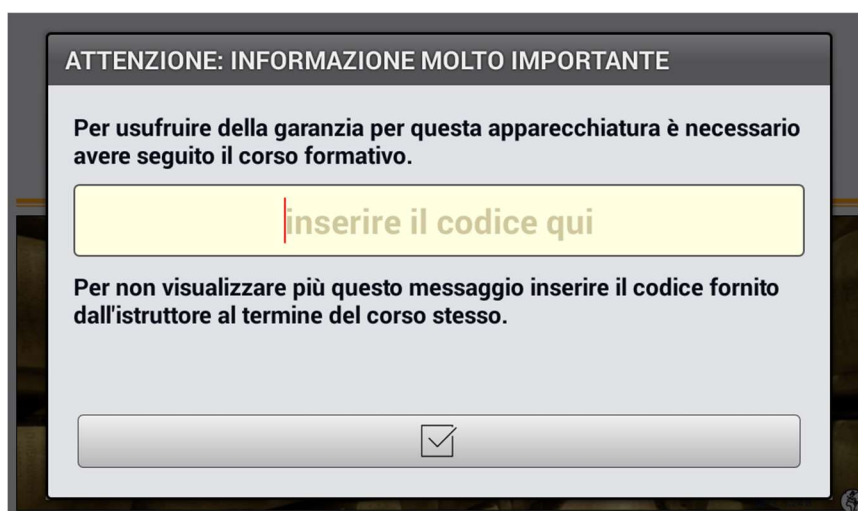 ATTENZIONE: INFORMAZIONE MOLTO IMPORTANTE
Per usufruire della garanzia per questa apparecchiatura è necessario
avere seguito il corso formativo.
inserire il codice qui
Per non visualizzare più questo messaggio inserire il codice fornito
dall'istruttore al termine del corso stesso.